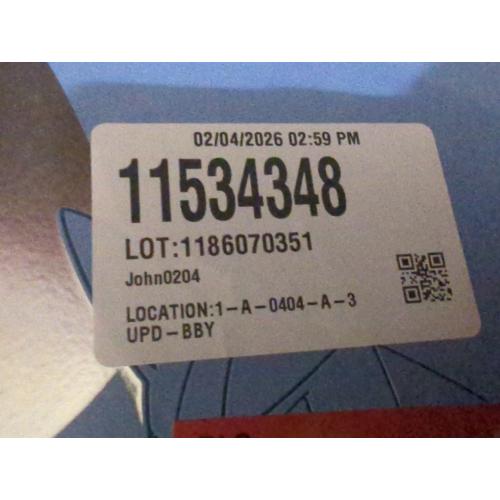 02/04/2026 02:59 PM
11534348
LOT:1186070351
John0204
LOCATION:1-A-0404-A-3
UPD-BBY